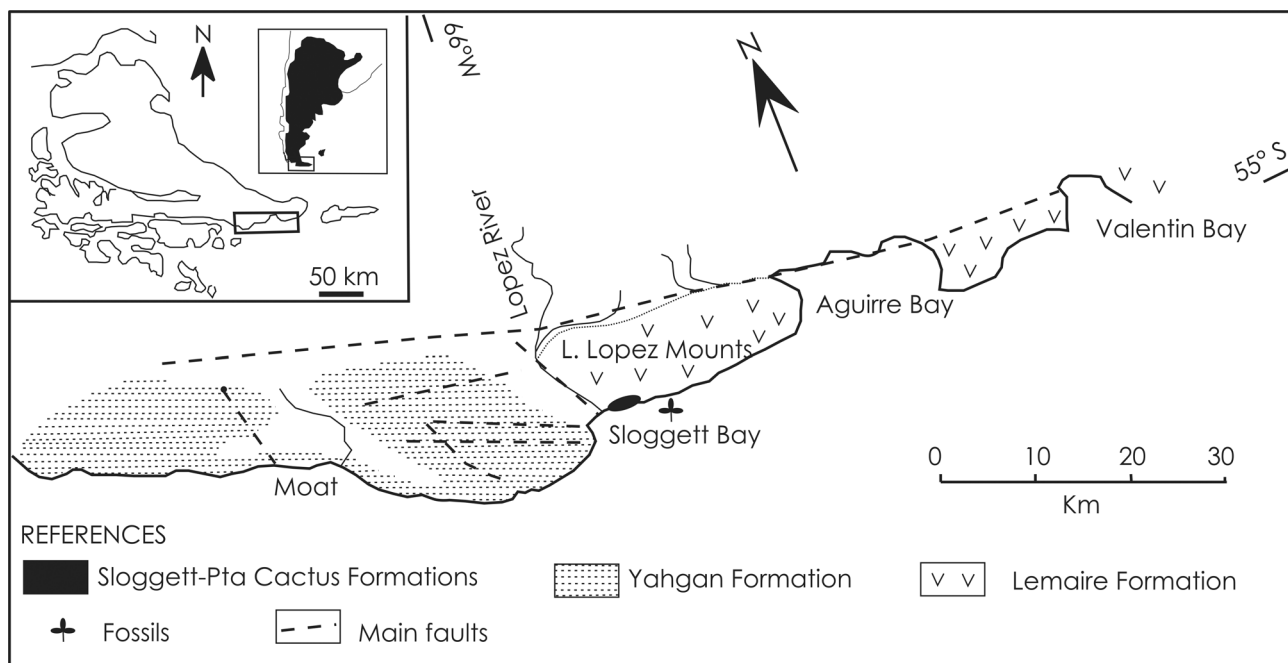 N
50 km
66°W
N
55° S
Lopez River
Valentin Bay
Aguirre Bay
L. Lopez Mounts
Sloggett Bay
Moat
0 10 20 30
Km
REFERENCES
Sloggett-Pta Cactus Formations
Yahgan Formation
Lemaire Formation
Fossils
Main faults